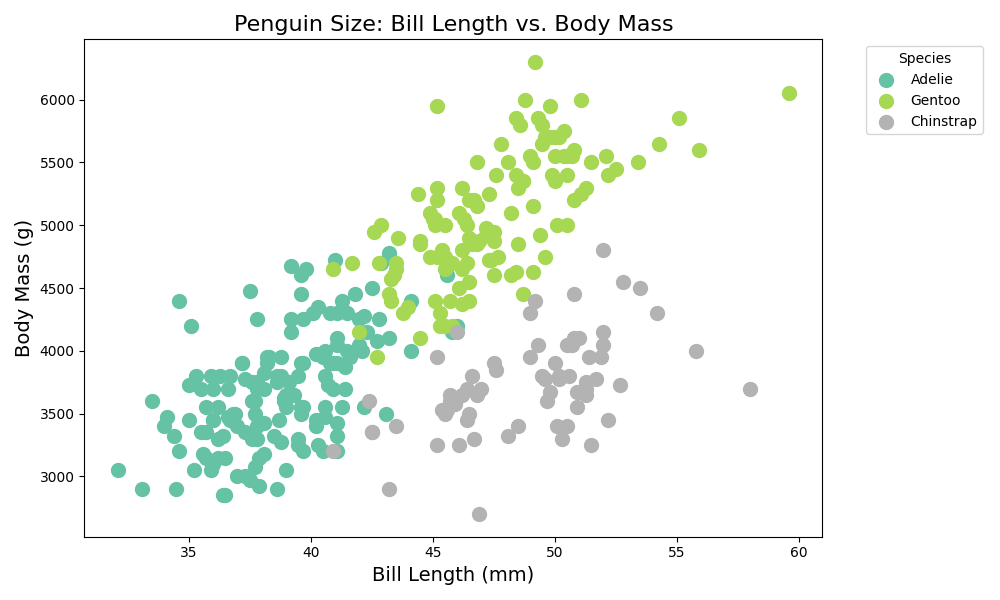 Penguin Size: Bill Length vs. Body Mass
Species
Adelie
Gentoo
Chinstrap
Body Mass (g)
6000
5500
5000
4500
4000
3500
3000
35 40 45 50 55 60
Bill Length (mm)